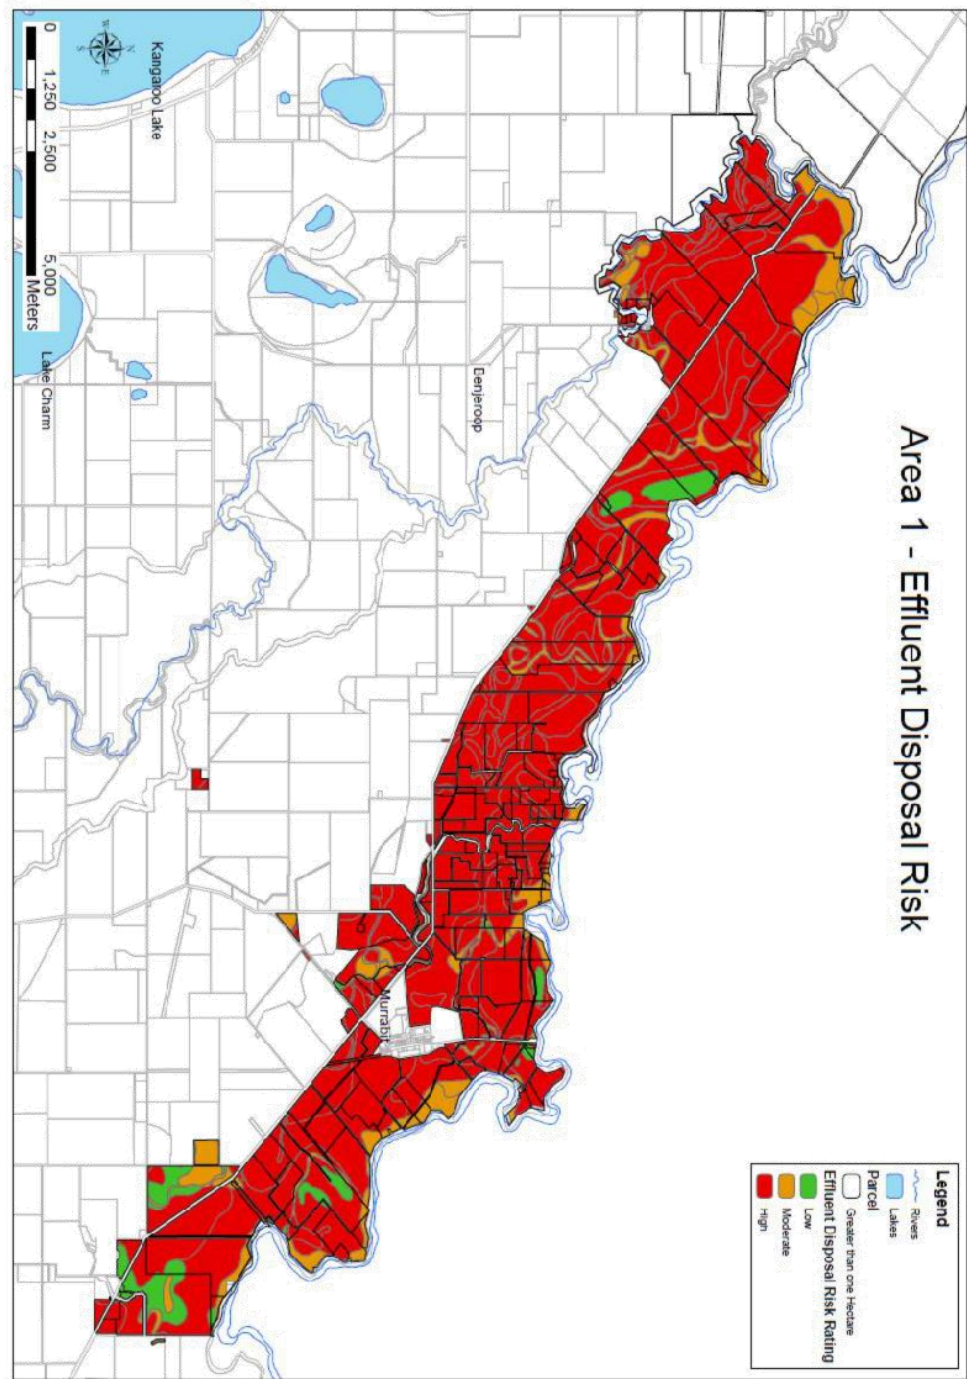 Area 1 - Effluent Disposal Risk
Legend
Rivers
Lakes
Parcel
Greater than one Hectare
Effluent Disposal Risk Rating
Low
Moderate
High
Benjeroop
Murrabit
Kangaroo Lake
Lake Charm
N
E
S
W
0 1,250 2,500 5,000
Meters